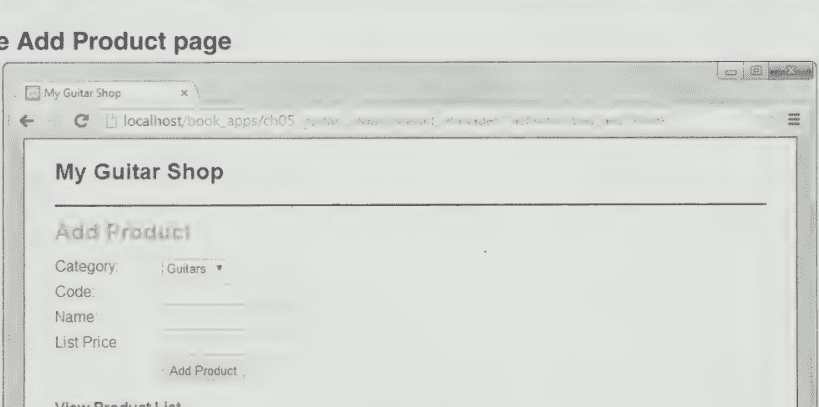 e Add Product page
My Guitar Shop
localhost/book_apps/ch05
My Guitar Shop
Add Product
Category:
Guitars
Code:
Name
List Price
Add Product
View Product List